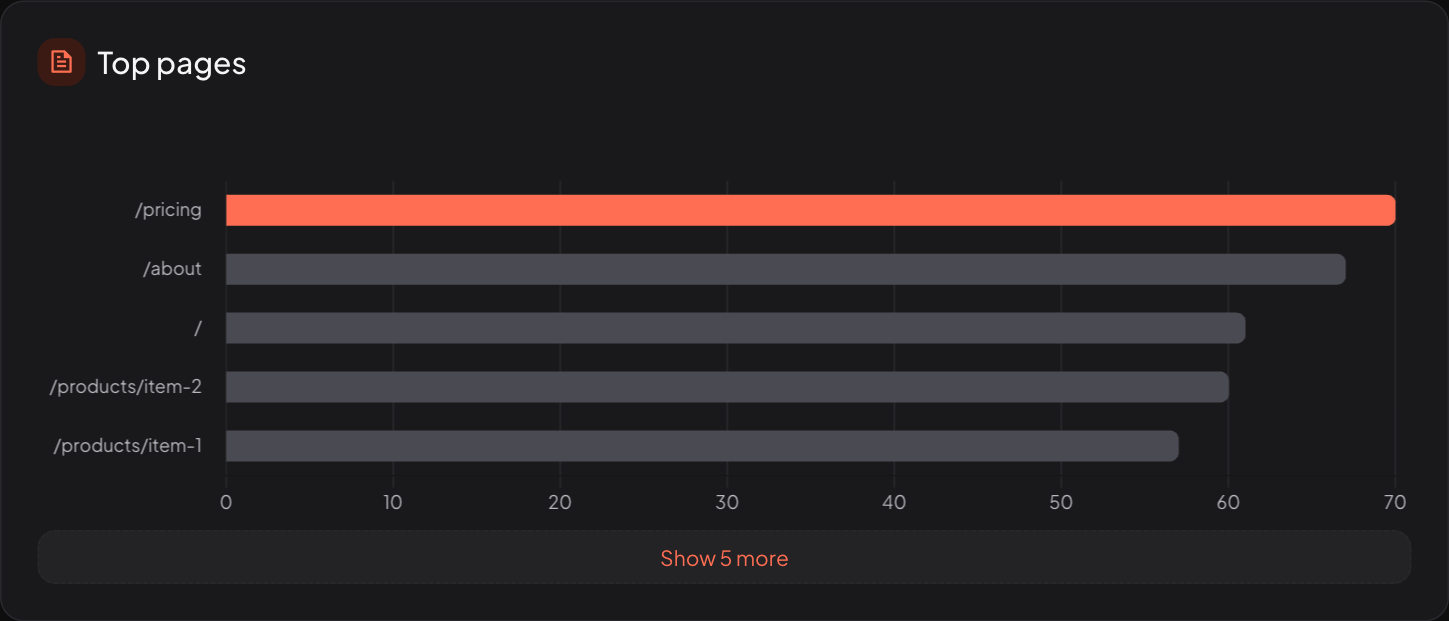 Top pages
/pricing
/about
/
/products/item-2
/products/item-1
0 10 20 30 40 50 60 70
Show 5 more